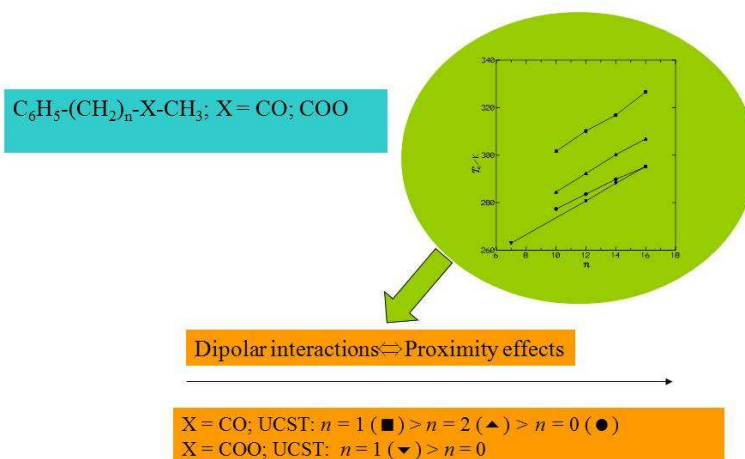 C6H5-(CH2)n-X-CH3; X = CO; COO
340
320
300
280
260
Tc/K
6 8 10 12 14 16 18
n
Dipolar interactions⇔Proximity effects
X = CO; UCST: n = 1 (■) > n = 2 (▲) > n = 0 (●)
X = COO; UCST: n = 1 (▼) > n = 0